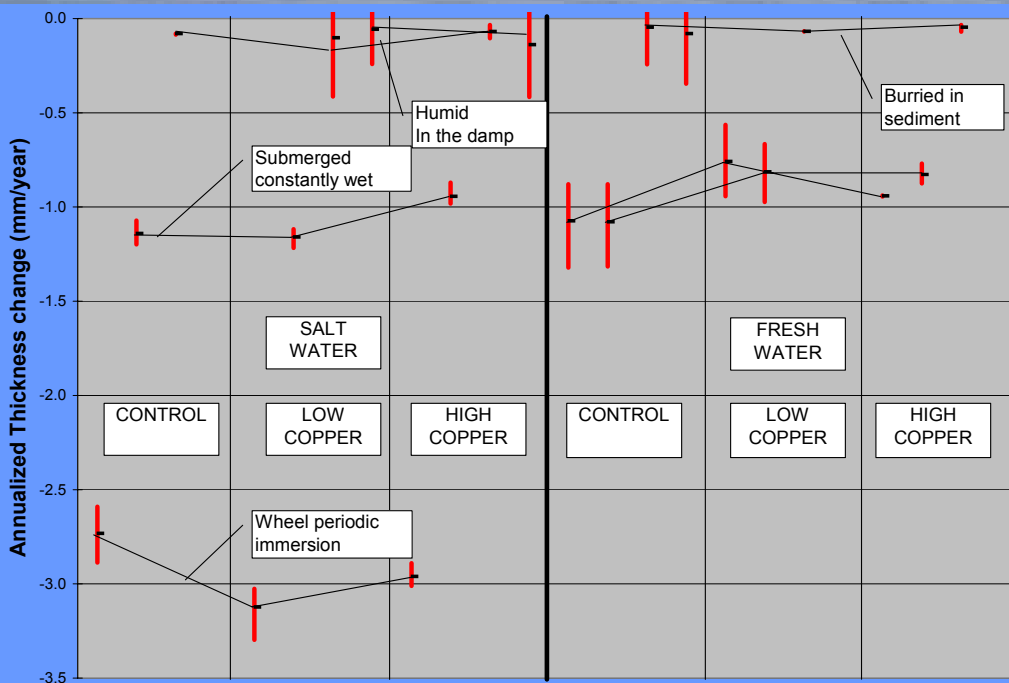 Annualized Thickness change (mm/year)
0.0
-0.5
-1.0
-1.5
-2.0
-2.5
-3.0
-3.5
Humid
In the damp
Submerged
constantly wet
Burried in
sediment
SALT
WATER
FRESH
WATER
CONTROL
LOW
COPPER
HIGH
COPPER
CONTROL
LOW
COPPER
HIGH
COPPER
Wheel periodic
immersion